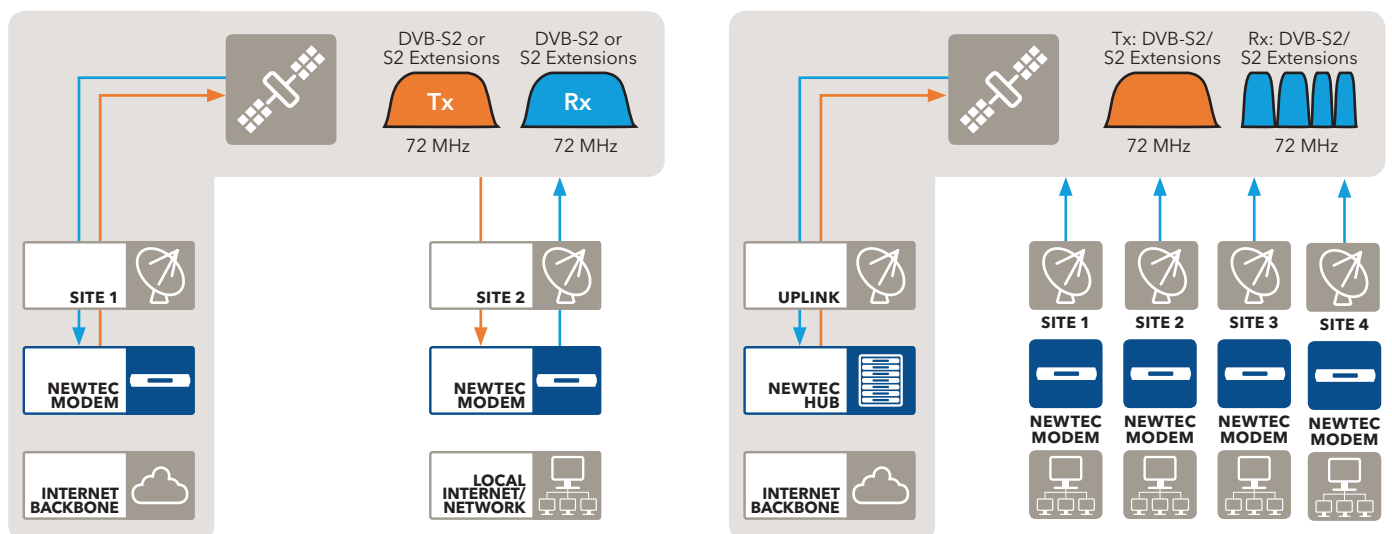 DVB-S2 or
S2 Extensions
DVB-S2 or
S2 Extensions
Tx
Rx
72 MHz
72 MHz
SITE 1
SITE 2
NEWTEC
MODEM
NEWTEC
MODEM
INTERNET
BACKBONE
LOCAL
INTERNET/
NETWORK
Tx: DVB-S2/
S2 Extensions
Rx: DVB-S2/
S2 Extensions
72 MHz
72 MHz
UPLINK
SITE 1
SITE 2
SITE 3
SITE 4
NEWTEC
HUB
NEWTEC
MODEM
NEWTEC
MODEM
NEWTEC
MODEM
NEWTEC
MODEM
INTERNET
BACKBONE